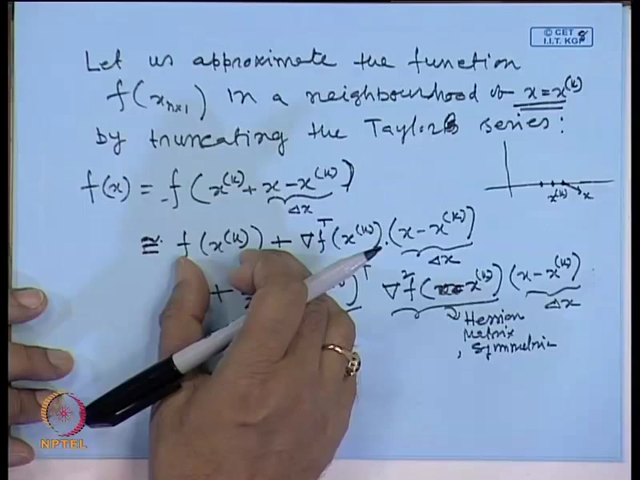 © CET
I.I.T. KGP
Let us approximate the function
f(x_{n×1}) in a neighbourhood of x = x^{(k)}
by truncating the Taylor's series:
f(x) = f(x^{(k)} + x - x^{(k)})
Δx
x^{(k)} x
≅ f(x^{(k)}) + ∇^T f(x^{(k)}) . (x - x^{(k)})
Δx
+ )^T ∇²f(x^{(k)}) (x - x^{(k)})
Δx
Hessian
Matrix
, Symmetric
NPTEL